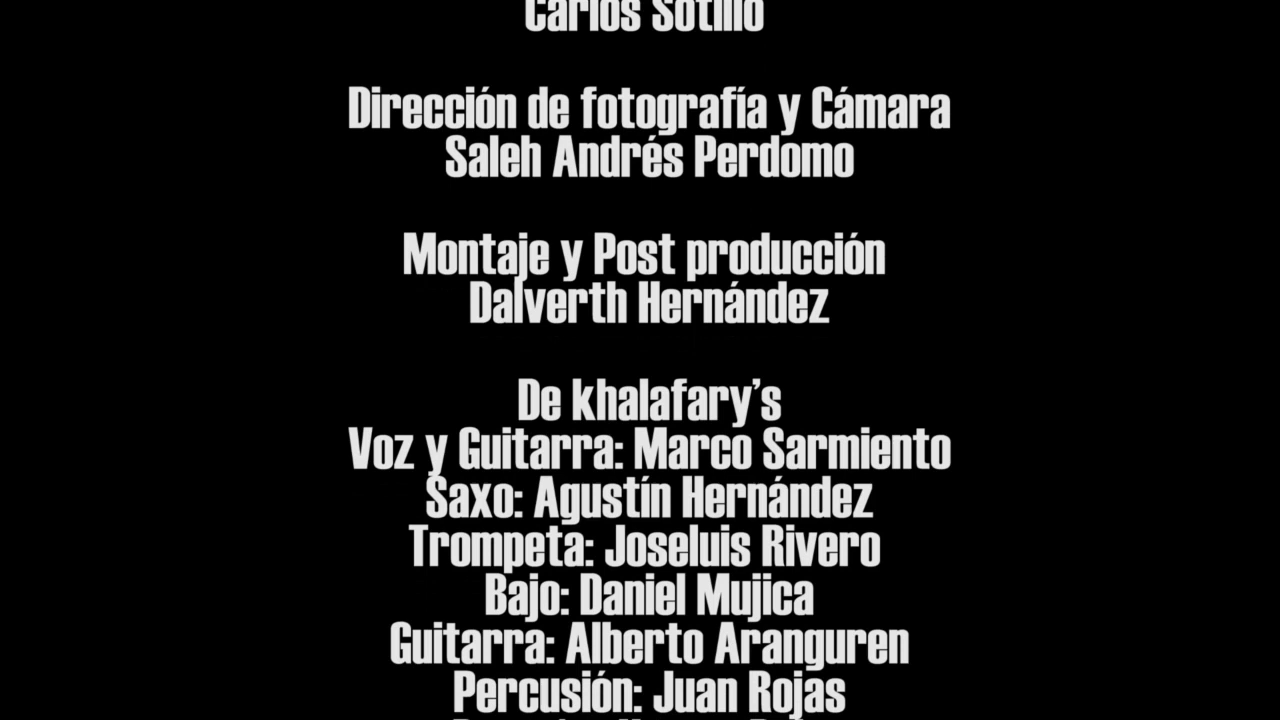 Carlos Sotillo
Dirección de fotografía y Cámara
Saleh Andrés Perdomo
Montaje y Post producción
Dalverth Hernández
De khalafary’s
Voz y Guitarra: Marco Sarmiento
Saxo: Agustín Hernández
Trompeta: Joseluis Rivero
Bajo: Daniel Mujica
Guitarra: Alberto Aranguren
Percusión: Juan Rojas